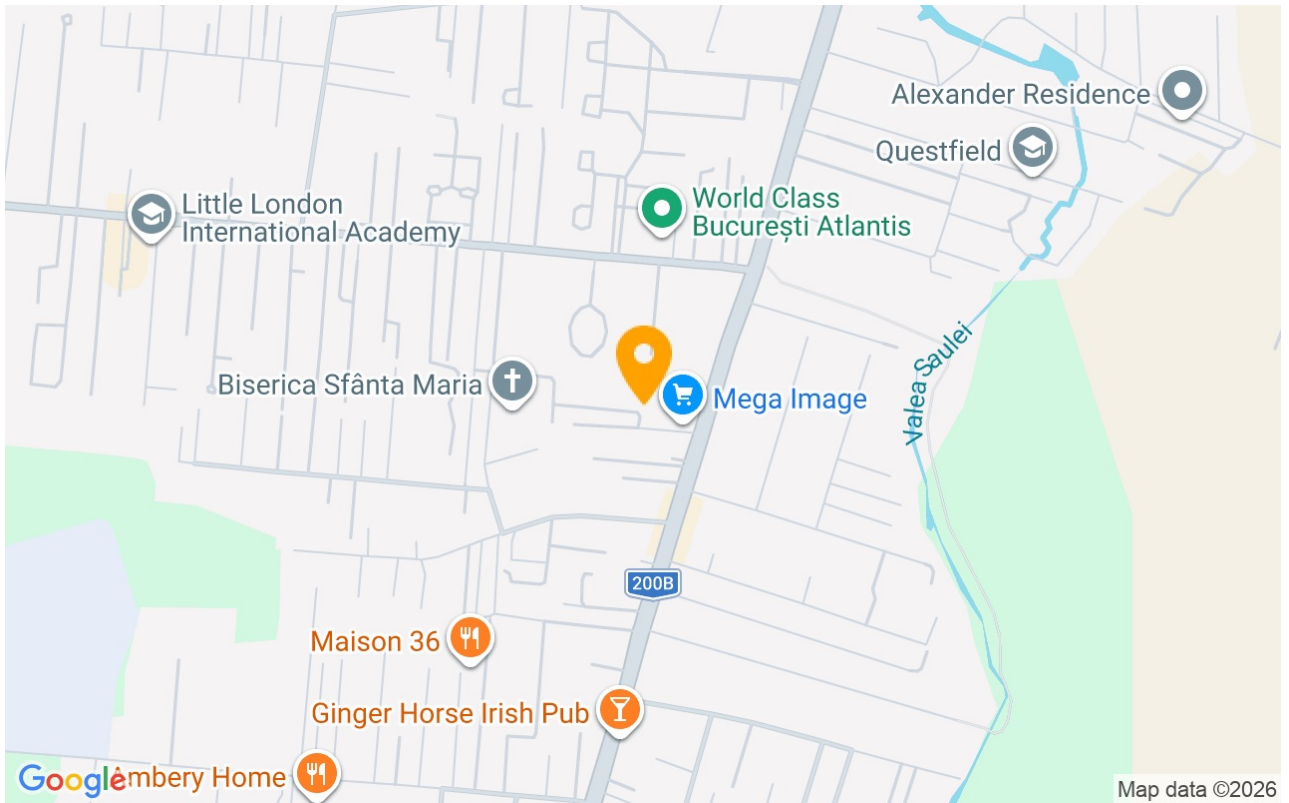 Alexander Residence
Questfield
World Class
București Atlantis
Little London
International Academy
Valea Saulei
Biserica Sfânta Maria
Mega Image
200B
Maison 36
Ginger Horse Irish Pub
Google
Ambery Home
Map data ©2026